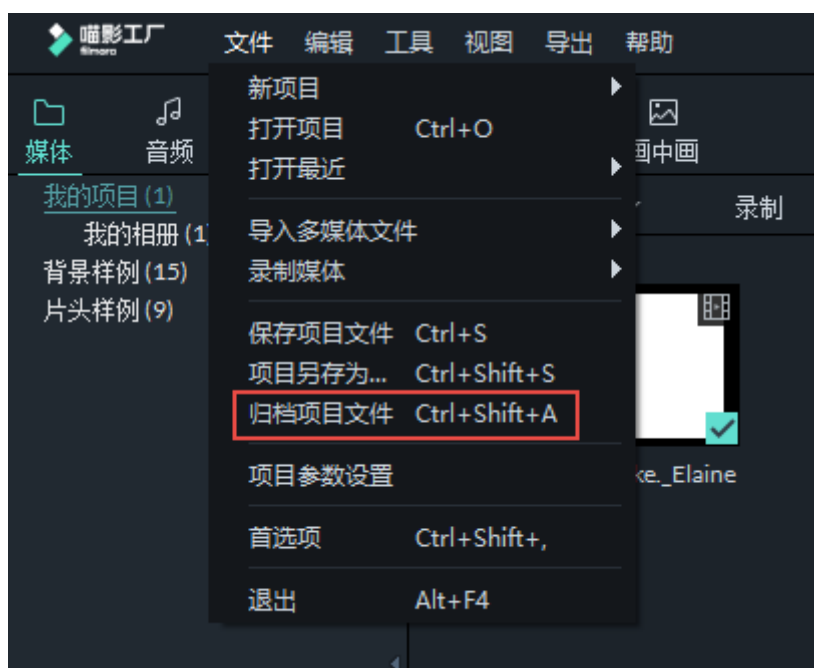 喵影工厂
filmora
文件 编辑 工具 视图 导出 帮助
媒体 音频 画中画
新项目
打开项目 Ctrl+O
打开最近
导入多媒体文件
录制媒体
保存项目文件 Ctrl+S
项目另存为... Ctrl+Shift+S
归档项目文件 Ctrl+Shift+A
项目参数设置
首选项 Ctrl+Shift+,
退出 Alt+F4
我的项目 (1)
我的相册 (1
背景样例 (15)
片头样例 (9)
录制
ke._Elaine